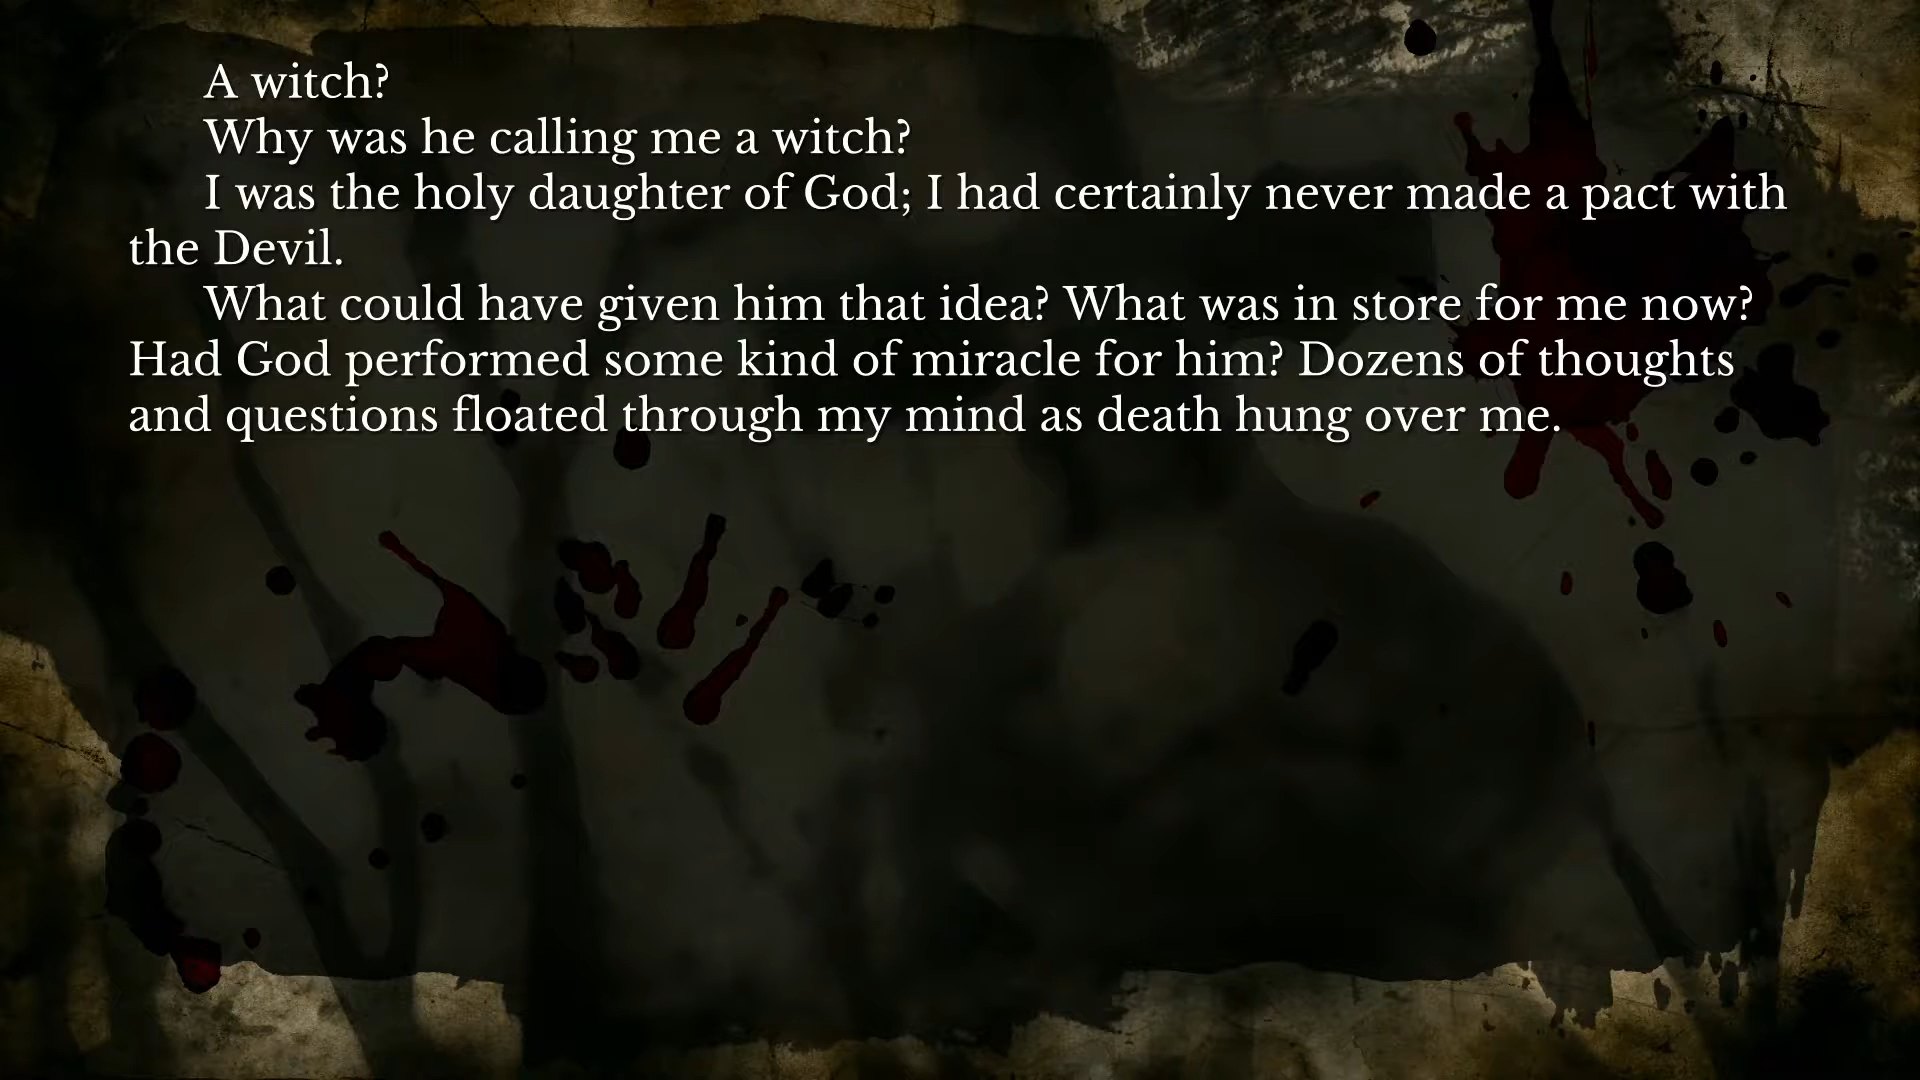 A witch?
Why was he calling me a witch?
I was the holy daughter of God; I had certainly never made a pact with
the Devil.
What could have given him that idea? What was in store for me now?
Had God performed some kind of miracle for him? Dozens of thoughts
and questions floated through my mind as death hung over me.